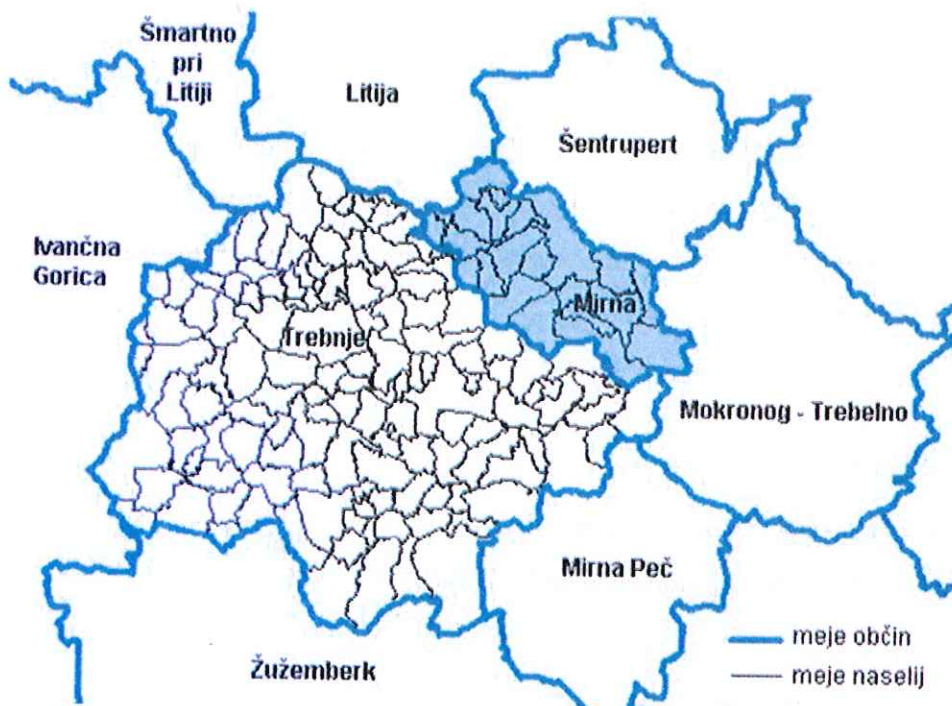 Šmartno
pri
Litiji
Litija
Šentrupert
Ivančna
Gorica
Mirna
Trebnje
Mokronog - Trebelno
Mirna Peč
Žužemberk
meje občin
meje naselij